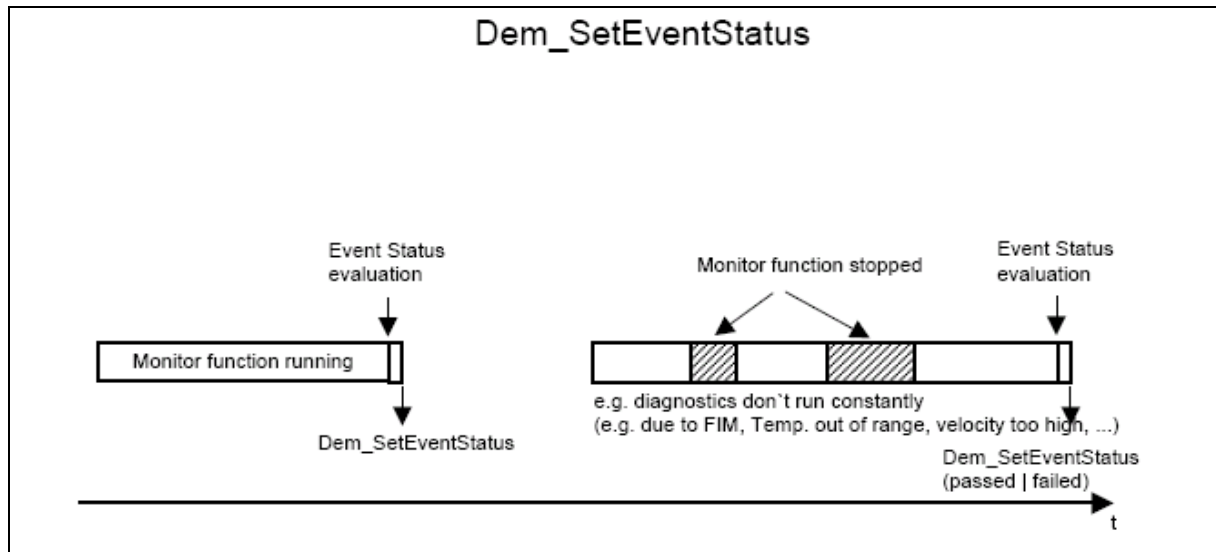 Dem_SetEventStatus
Event Status
evaluation
Monitor function running
Dem_SetEventStatus
Monitor function stopped
Event Status
evaluation
e.g. diagnostics don`t run constantly
(e.g. due to FIM, Temp. out of range, velocity too high, ...)
Dem_SetEventStatus
(passed | failed)
t